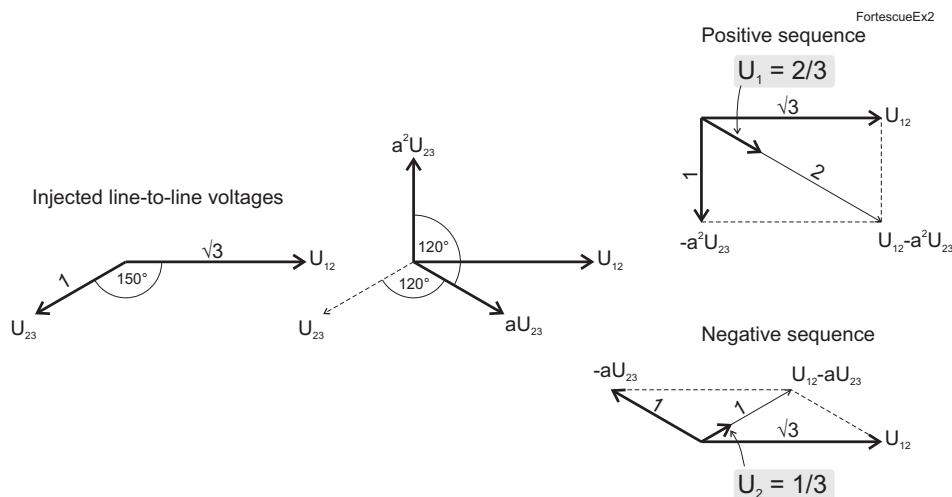 FortescueEx2
Positive sequence
U₁ = 2/3
√3
U₁₂
1
2
-a²U₂₃
U₁₂-a²U₂₃
Injected line-to-line voltages
√3
1
150°
U₁₂
U₂₃
a²U₂₃
120°
120°
U₁₂
U₂₃
aU₂₃
Negative sequence
-aU₂₃
U₁₂-aU₂₃
1
1
√3
U₁₂
U₂ = 1/3